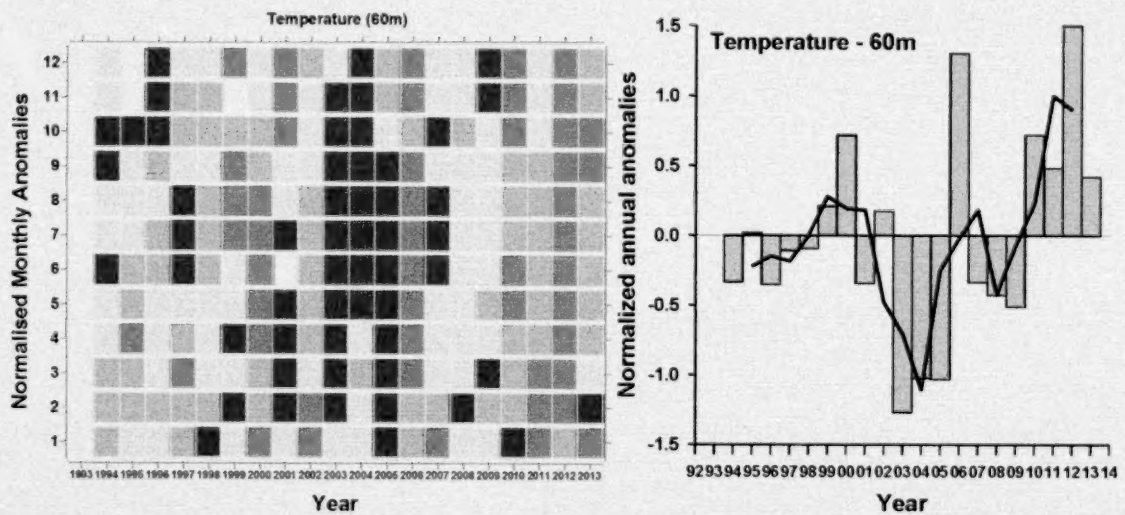 Temperature (60m)
Normalised Monthly Anomalies
12
11
10
9
8
7
6
5
4
3
2
1
1993 1994 1995 1996 1997 1998 1999 2000 2001 2002 2003 2004 2005 2006 2007 2008 2009 2010 2011 2012 2013
Year
Temperature - 60m
Normalized annual anomalies
1.5
1.0
0.5
0.0
-0.5
-1.0
-1.5
92 93 94 95 96 97 98 99 00 01 02 03 04 05 06 07 08 09 10 11 12 13 14
Year